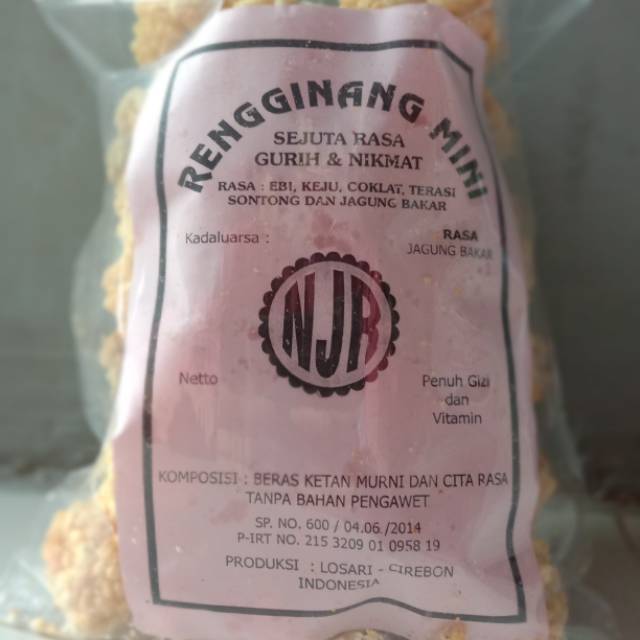 RENGGINANG MINI
SEJUTA RASA
GURIH & NIKMAT
RASA : EBI, KEJU, COKLAT, TERASI
SONTONG DAN JAGUNG BAKAR
Kadaluarsa :
RASA
JAGUNG BAKAR
NJR
Netto
Penuh Gizi
dan
Vitamin
KOMPOSISI : BERAS KETAN MURNI DAN CITA RASA
TANPA BAHAN PENGAWET
SP. NO. 600 / 04.06 /2014
P-IRT NO. 215 3209 01 0958 19
PRODUKSI : LOSARI - CIREBON
INDONESIA